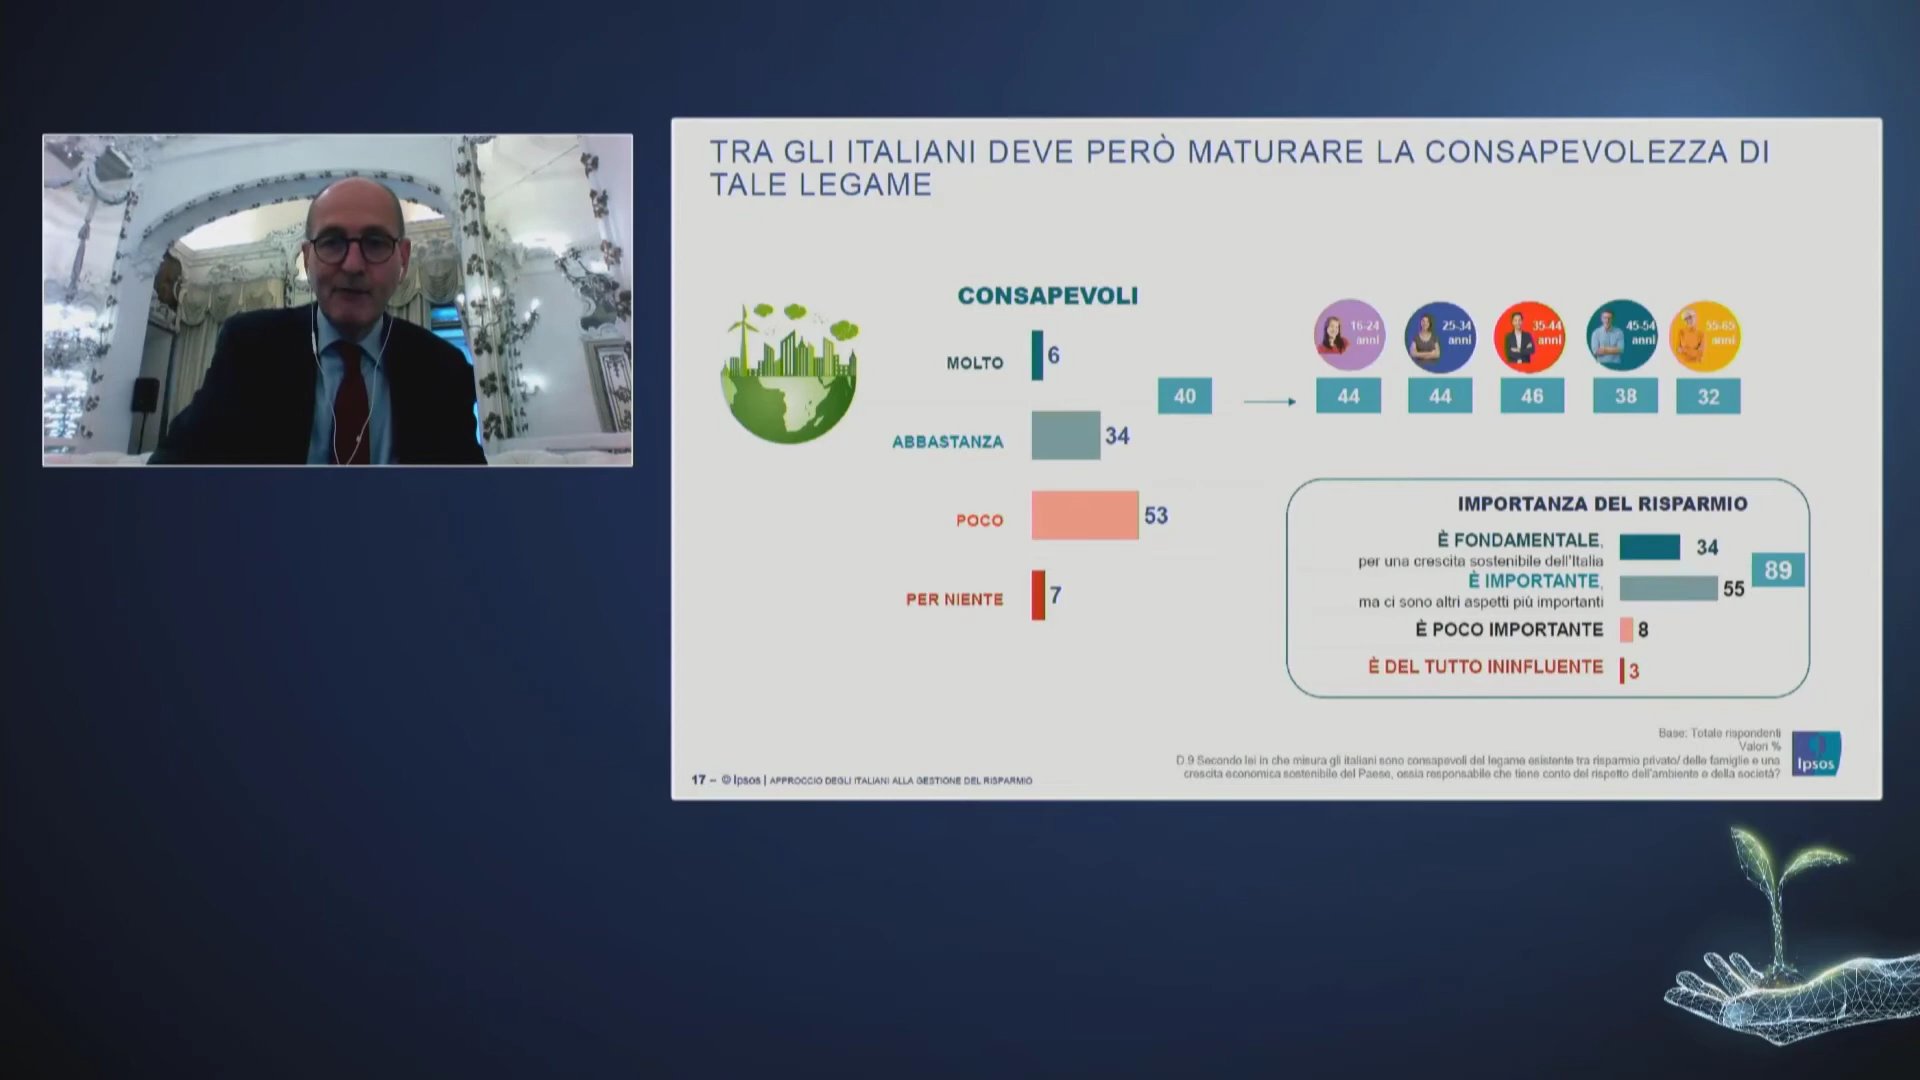 TRA GLI ITALIANI DEVE PERÒ MATURARE LA CONSAPEVOLEZZA DI
TALE LEGAME
CONSAPEVOLI
MOLTO 6
ABBASTANZA 34
POCO 53
PER NIENTE 7
40
16-24
anni
25-34
anni
35-44
anni
45-54
anni
55-65
anni
44 44 46 38 32
IMPORTANZA DEL RISPARMIO
È FONDAMENTALE, 34
per una crescita sostenibile dell'Italia
È IMPORTANTE, 55
ma ci sono altri aspetti più importanti
89
È POCO IMPORTANTE 8
È DEL TUTTO ININFLUENTE 3
Base: Totale rispondenti
Valori %
D.9 Secondo lei in che misura gli italiani sono consapevoli del legame esistente tra risparmio privato/ delle famiglie e una
crescita economica sostenibile del Paese, ossia responsabile che tiene conto del rispetto dell'ambiente e della società?
17 – © Ipsos | APPROCCIO DEGLI ITALIANI ALLA GESTIONE DEL RISPARMIO
Ipsos